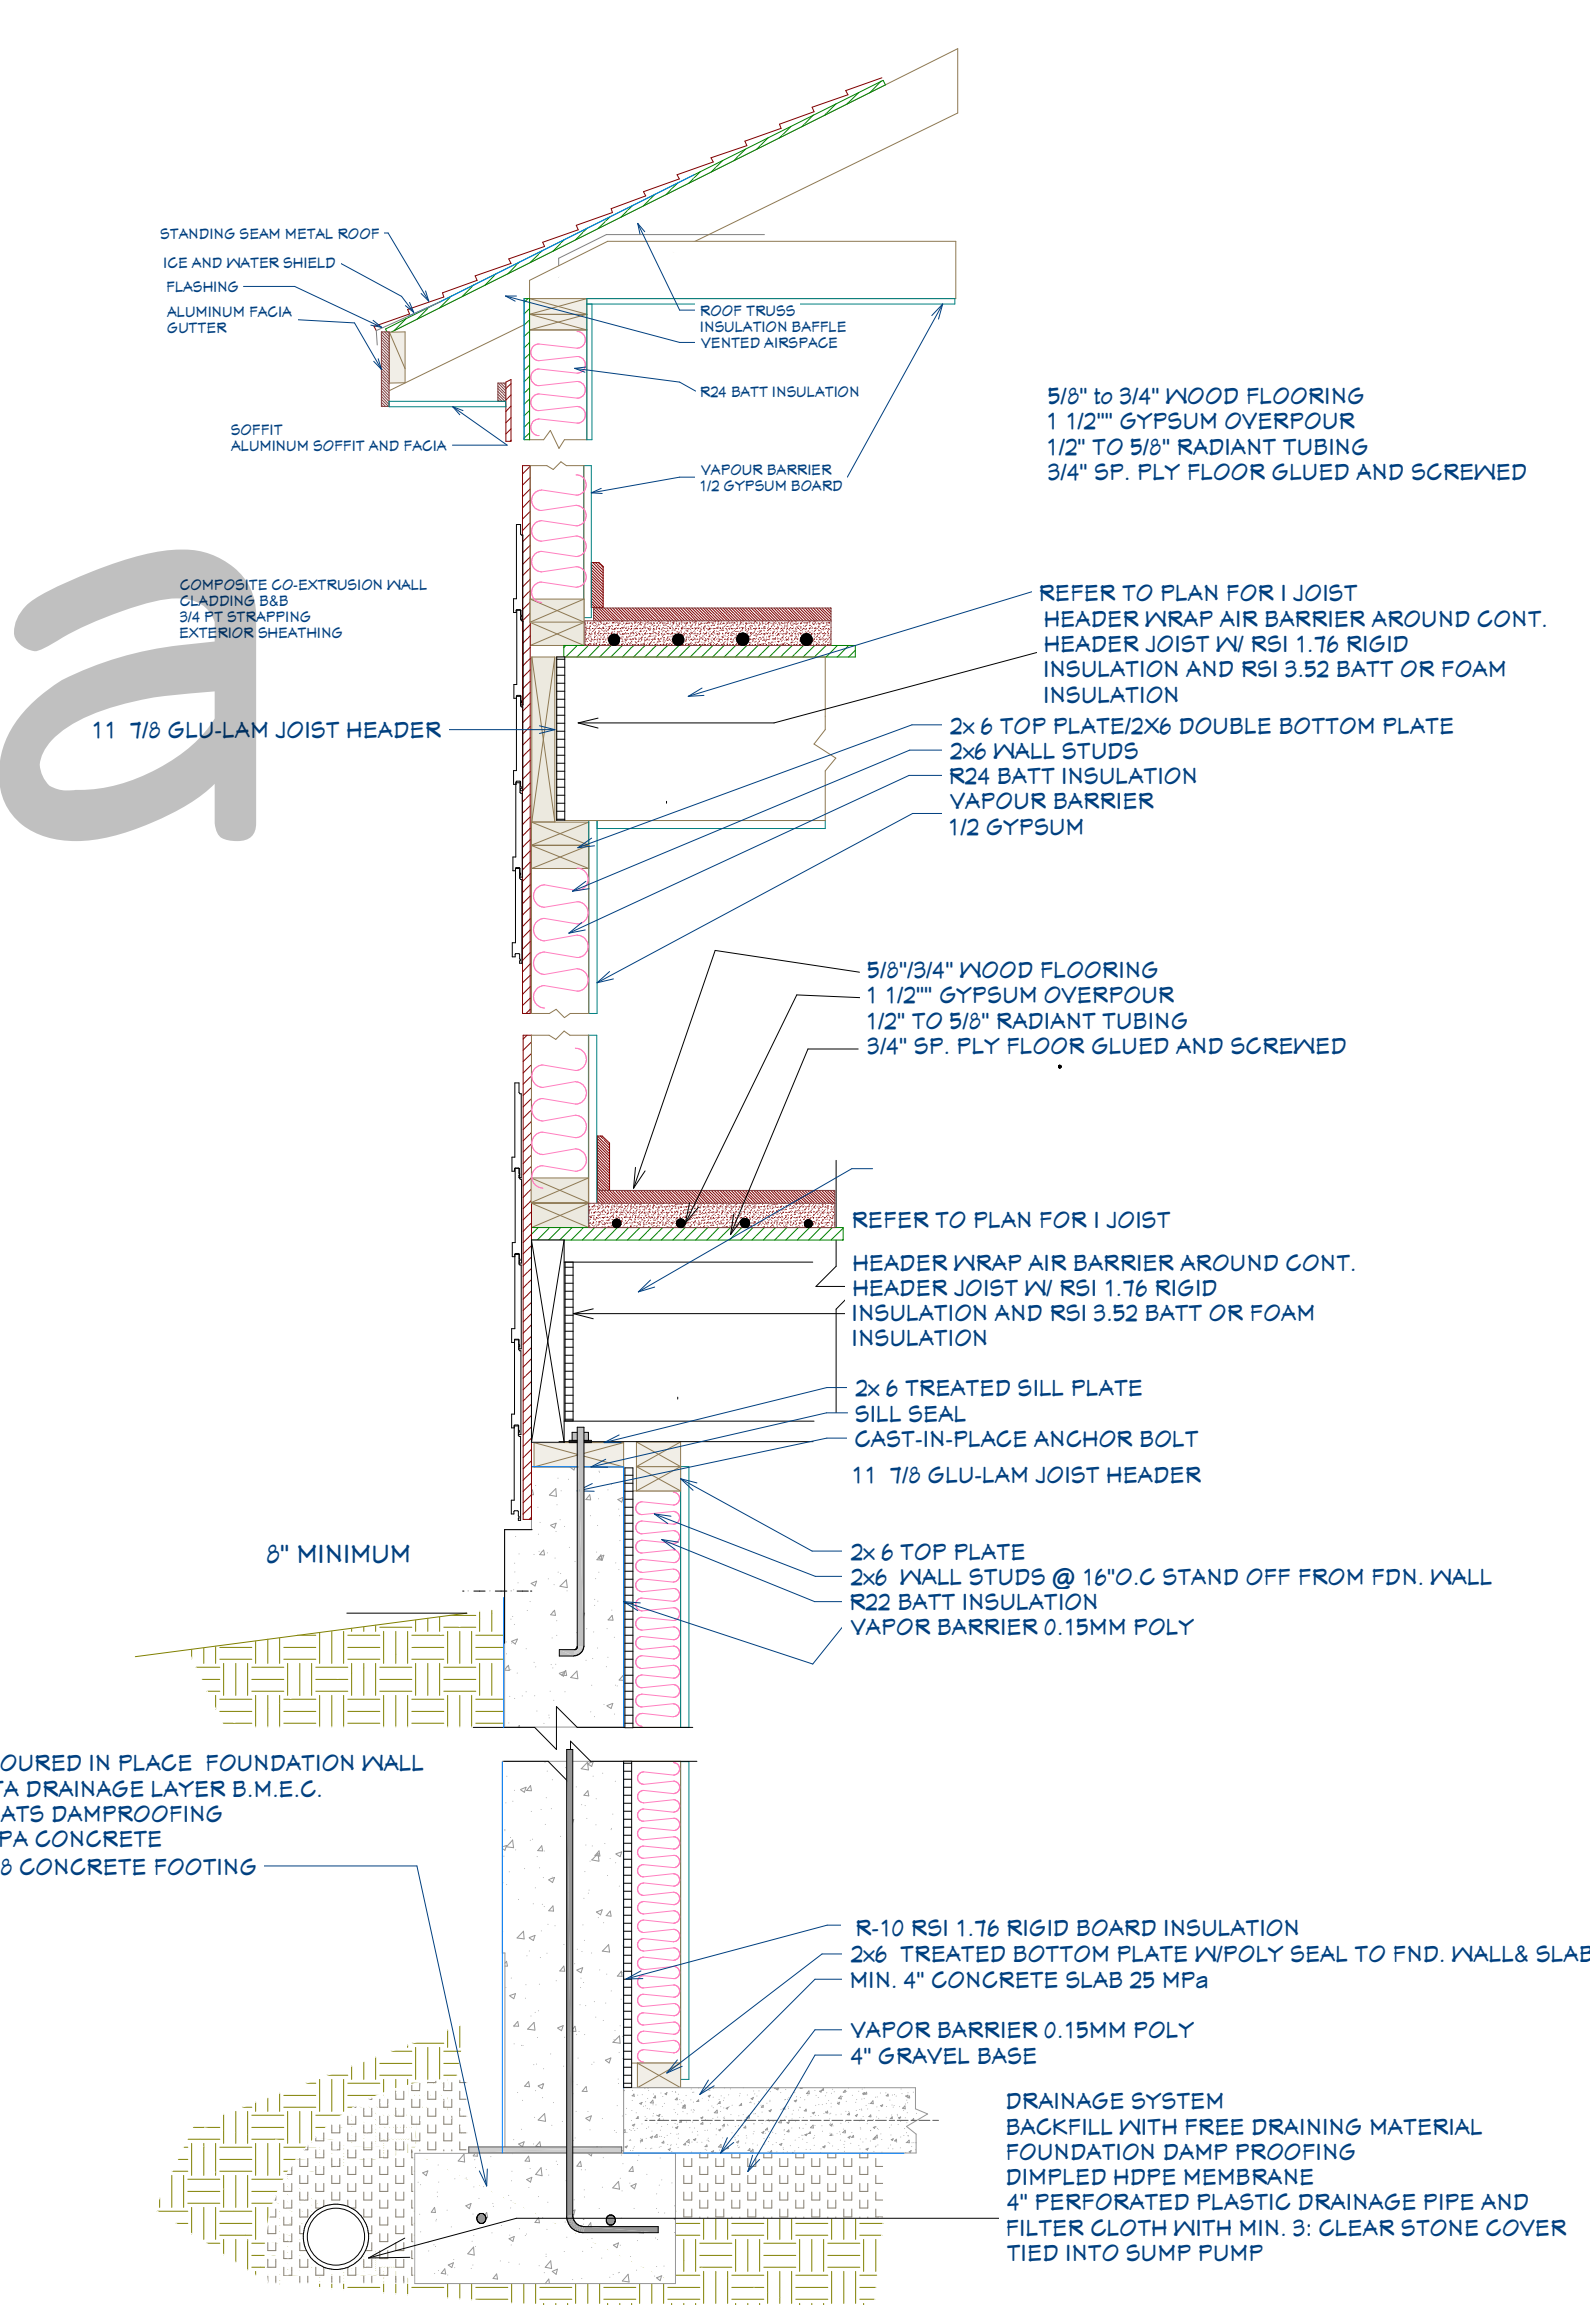 STANDING SEAM METAL ROOF
ICE AND WATER SHIELD
FLASHING
ALUMINUM FACIA
GUTTER
ROOF TRUSS
INSULATION BAFFLE
VENTED AIRSPACE
R24 BATT INSULATION
SOFFIT
ALUMINUM SOFFIT AND FACIA
VAPOUR BARRIER
1/2 GYPSUM BOARD
5/8" to 3/4" WOOD FLOORING
1 1/2"" GYPSUM OVERPOUR
1/2" TO 5/8" RADIANT TUBING
3/4" SP. PLY FLOOR GLUED AND SCREWED
a
COMPOSITE CO-EXTRUSION WALL
CLADDING B&B
3/4 PT STRAPPING
EXTERIOR SHEATHING
REFER TO PLAN FOR I JOIST
HEADER WRAP AIR BARRIER AROUND CONT.
HEADER JOIST W/ RSI 1.76 RIGID
INSULATION AND RSI 3.52 BATT OR FOAM
INSULATION
11 7/8 GLU-LAM JOIST HEADER
2x 6 TOP PLATE/2X6 DOUBLE BOTTOM PLATE
2x6 WALL STUDS
R24 BATT INSULATION
VAPOUR BARRIER
1/2 GYPSUM
5/8"/3/4" WOOD FLOORING
1 1/2"" GYPSUM OVERPOUR
1/2" TO 5/8" RADIANT TUBING
3/4" SP. PLY FLOOR GLUED AND SCREWED
REFER TO PLAN FOR I JOIST
HEADER WRAP AIR BARRIER AROUND CONT.
HEADER JOIST W/ RSI 1.76 RIGID
INSULATION AND RSI 3.52 BATT OR FOAM
INSULATION
2x 6 TREATED SILL PLATE
SILL SEAL
CAST-IN-PLACE ANCHOR BOLT
11 7/8 GLU-LAM JOIST HEADER
8" MINIMUM
2x 6 TOP PLATE
2x6 WALL STUDS @ 16"O.C STAND OFF FROM FDN. WALL
R22 BATT INSULATION
VAPOR BARRIER 0.15MM POLY
OURED IN PLACE FOUNDATION WALL
TA DRAINAGE LAYER B.M.E.C.
ATS DAMPROOFING
PA CONCRETE
8 CONCRETE FOOTING
R-10 RSI 1.76 RIGID BOARD INSULATION
2x6 TREATED BOTTOM PLATE W/POLY SEAL TO FND. WALL& SLAB
MIN. 4" CONCRETE SLAB 25 MPa
VAPOR BARRIER 0.15MM POLY
4" GRAVEL BASE
DRAINAGE SYSTEM
BACKFILL WITH FREE DRAINING MATERIAL
FOUNDATION DAMP PROOFING
DIMPLED HDPE MEMBRANE
4" PERFORATED PLASTIC DRAINAGE PIPE AND
FILTER CLOTH WITH MIN. 3: CLEAR STONE COVER
TIED INTO SUMP PUMP